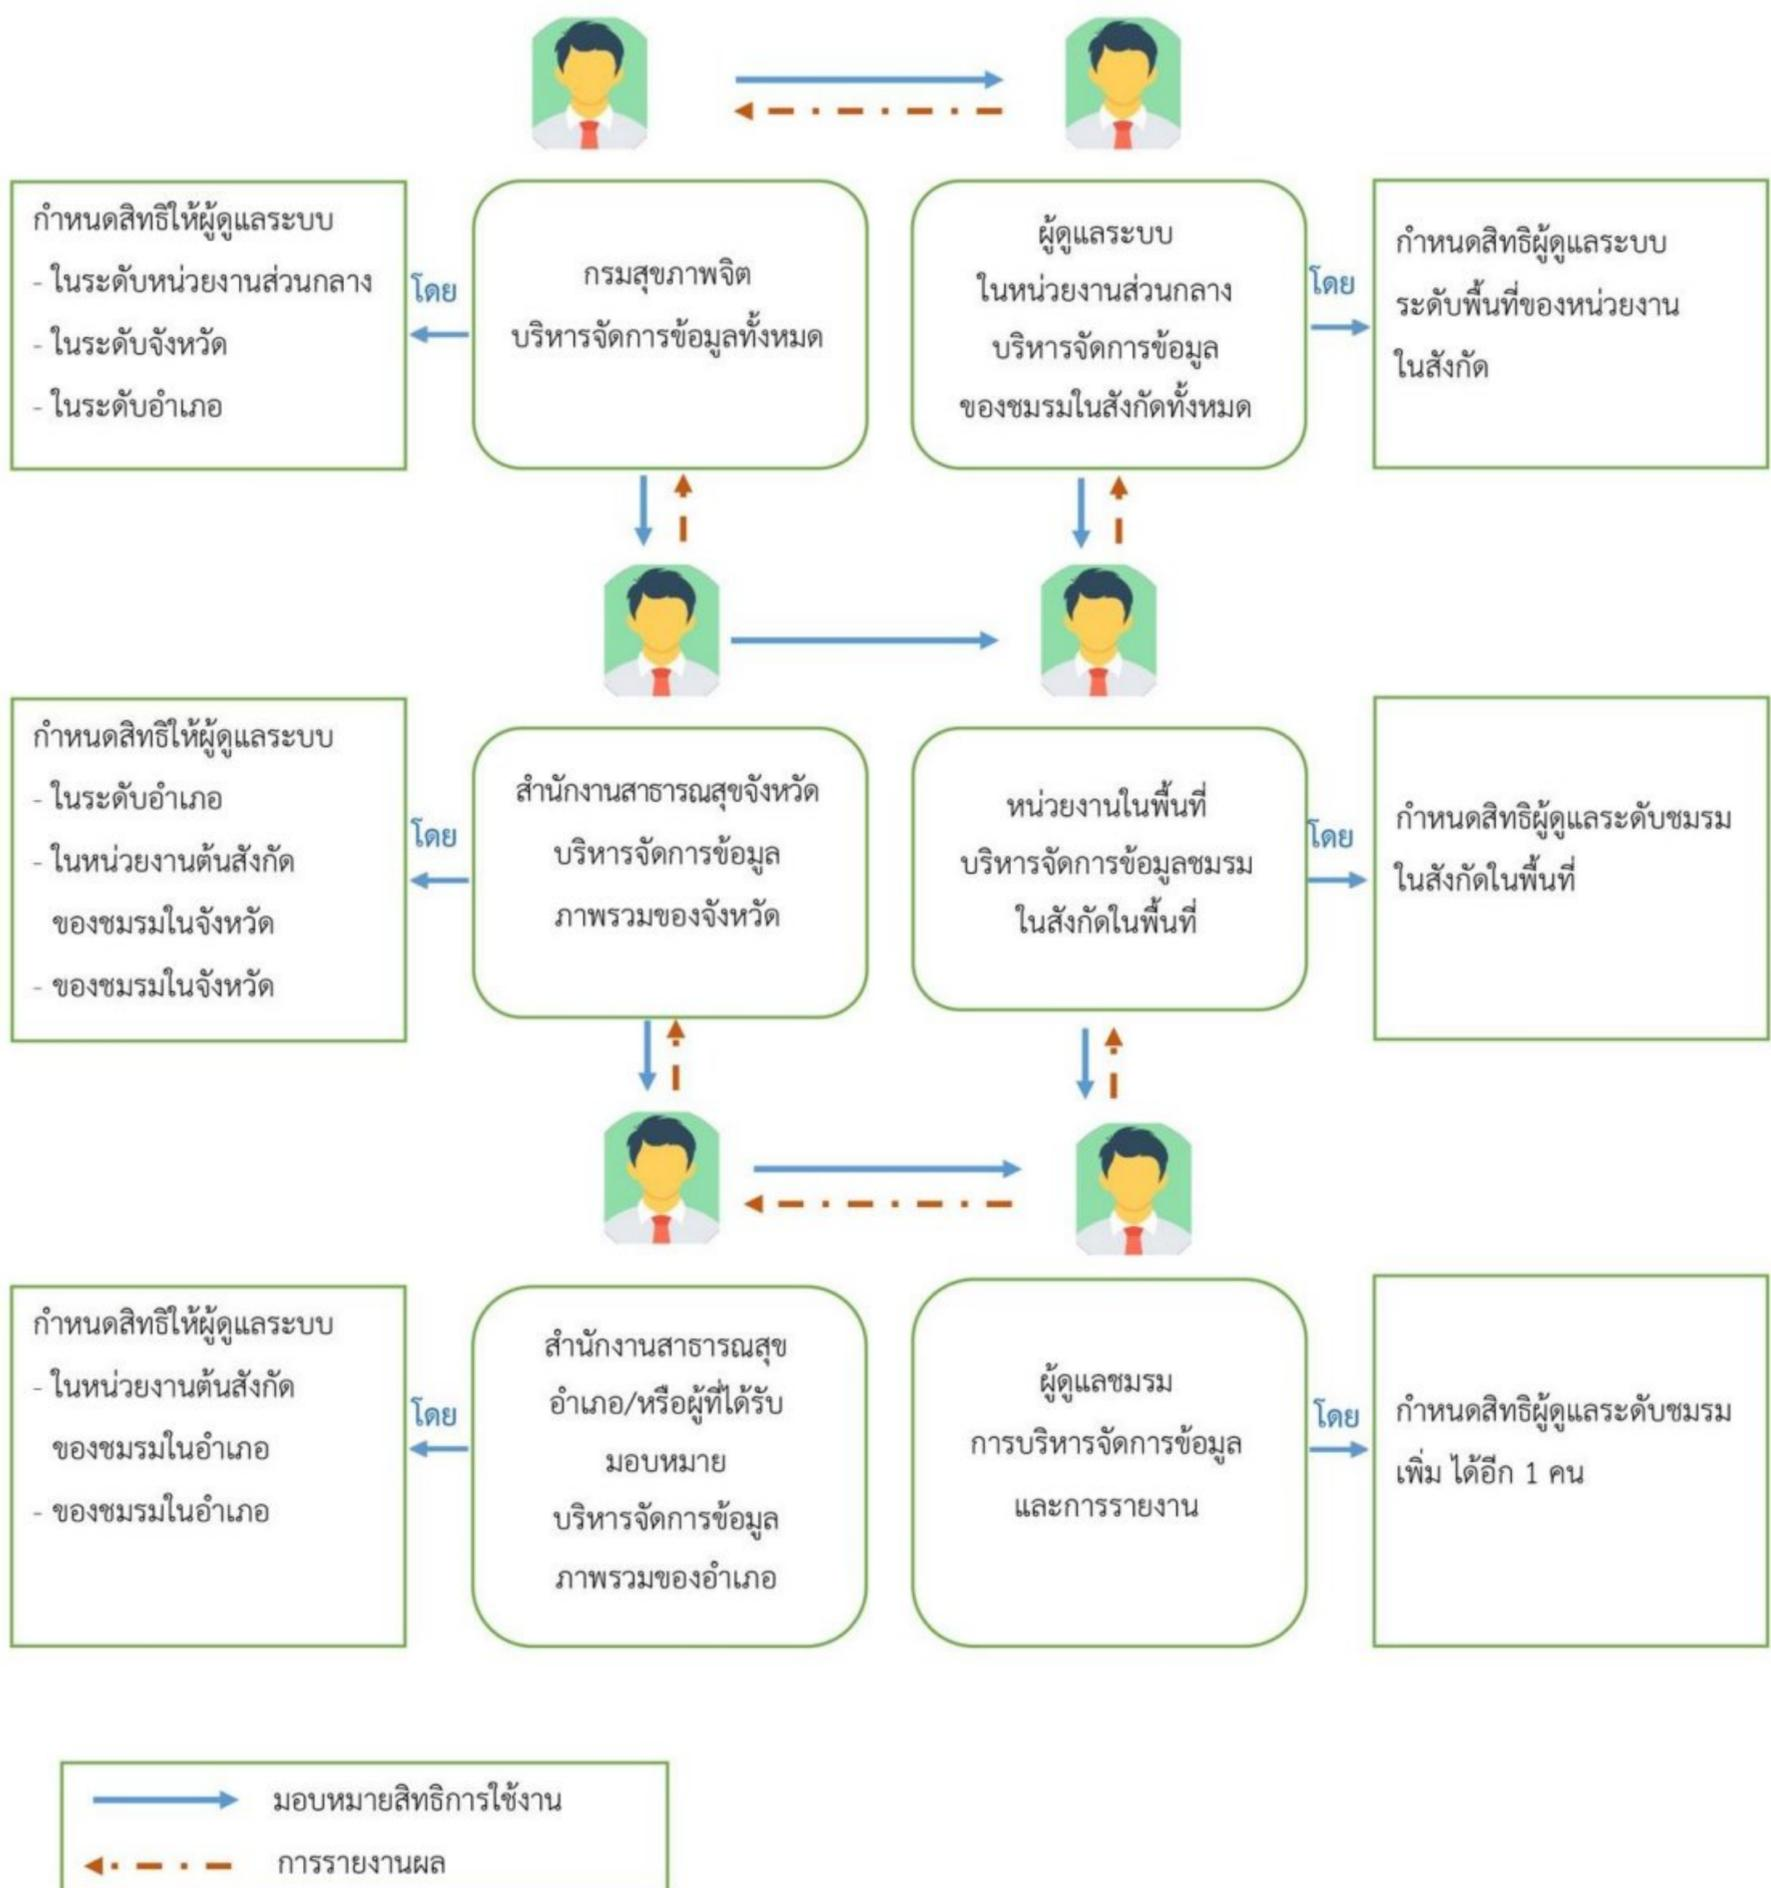 กำหนดสิทธิให้ผู้ดูแลระบบ
- ในระดับหน่วยงานส่วนกลาง
- ในระดับจังหวัด
- ในระดับอำเภอ
โดย
กรมสุขภาพจิต
บริหารจัดการข้อมูลทั้งหมด
ผู้ดูแลระบบ
ในหน่วยงานส่วนกลาง
บริหารจัดการข้อมูล
ของชมรมในสังกัดทั้งหมด
โดย
กำหนดสิทธิผู้ดูแลระบบ
ระดับพื้นที่ของหน่วยงาน
ในสังกัด
กำหนดสิทธิให้ผู้ดูแลระบบ
- ในระดับอำเภอ
- ในหน่วยงานต้นสังกัด
ของชมรมในจังหวัด
- ของชมรมในจังหวัด
โดย
สำนักงานสาธารณสุขจังหวัด
บริหารจัดการข้อมูล
ภาพรวมของจังหวัด
หน่วยงานในพื้นที่
บริหารจัดการข้อมูลชมรม
ในสังกัดในพื้นที่
โดย
กำหนดสิทธิผู้ดูแลระดับชมรม
ในสังกัดในพื้นที่
กำหนดสิทธิให้ผู้ดูแลระบบ
- ในหน่วยงานต้นสังกัด
ของชมรมในอำเภอ
- ของชมรมในอำเภอ
โดย
สำนักงานสาธารณสุข
อำเภอ/หรือผู้ที่ได้รับ
มอบหมาย
บริหารจัดการข้อมูล
ภาพรวมของอำเภอ
ผู้ดูแลชมรม
การบริหารจัดการข้อมูล
และการรายงาน
โดย
กำหนดสิทธิผู้ดูแลระดับชมรม
เพิ่ม ได้อีก 1 คน
มอบหมายสิทธิการใช้งาน
การรายงานผล